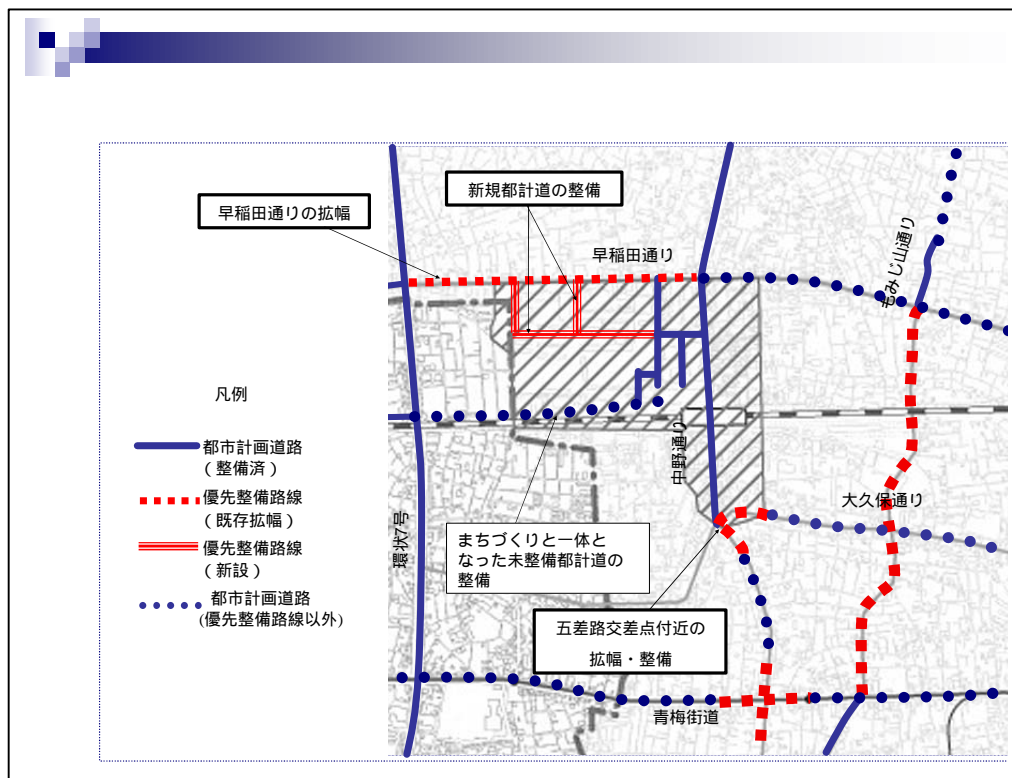 新規都計道の整備
早稲田通りの拡幅
早稲田通り
もみじ山通り
凡例
都市計画道路
（整備済）
優先整備路線
（既存拡幅）
優先整備路線
（新設）
都市計画道路
(優先整備路線以外)
環状7号
中野通り
大久保通り
まちづくりと一体と
なった未整備都計道の
整備
五差路交差点付近の
拡幅・整備
青梅街道